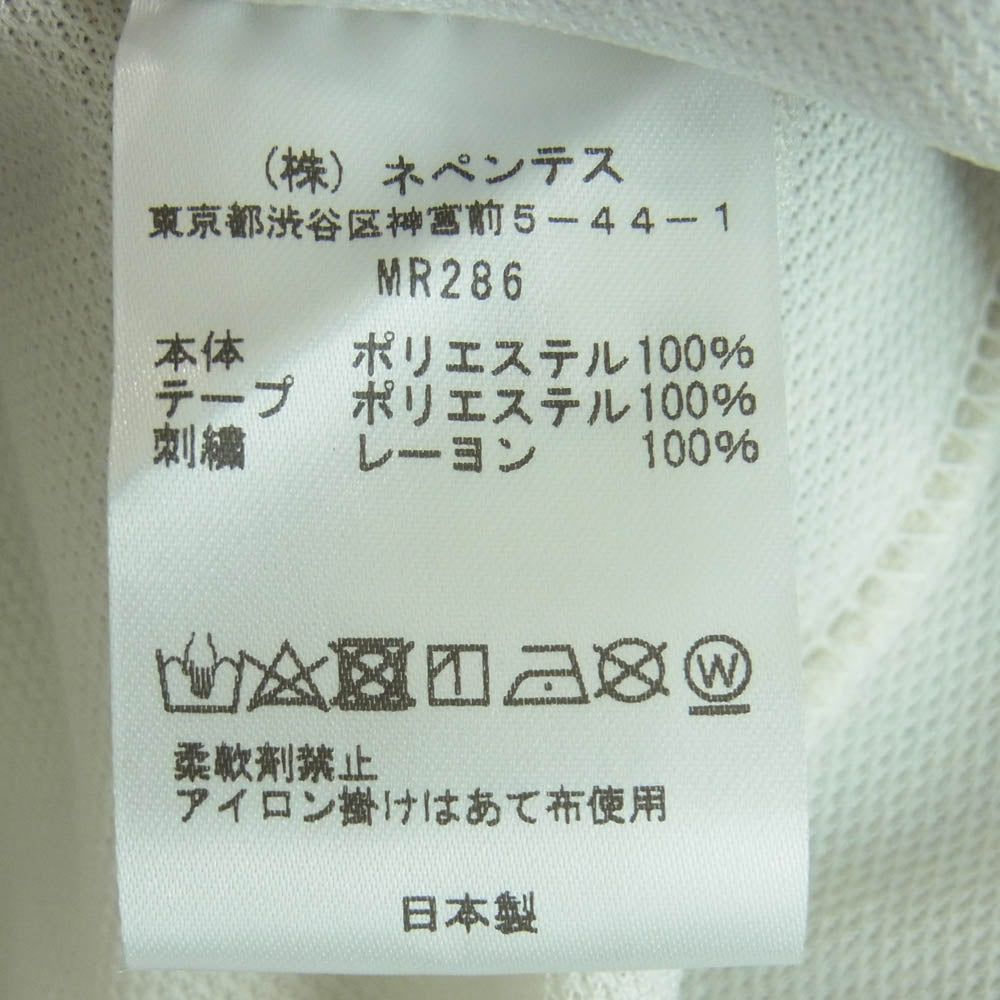 (株) ネペンテス
東京都渋谷区神宮前5-44-1
MR286
本体 ポリエステル100%
テープ ポリエステル100%
刺繍 レーヨン 100%
W
柔軟剤禁止
アイロン掛けはあて布使用
日本製